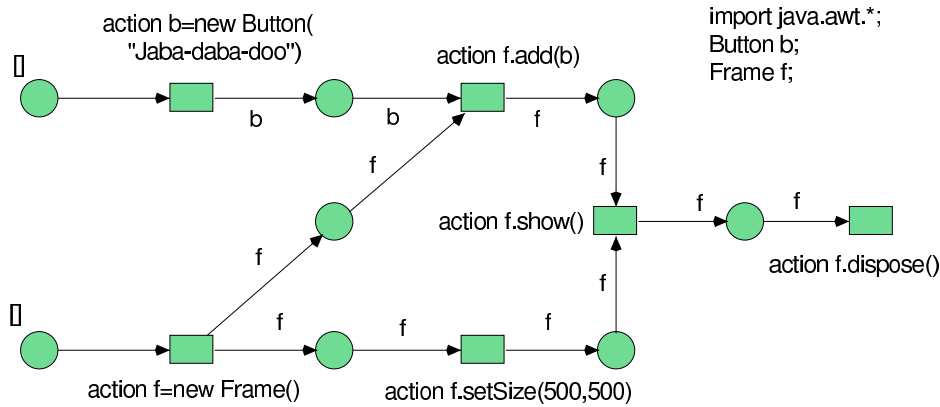 action b=new Button(
"Jaba-daba-doo")
import java.awt.*;
Button b;
Frame f;
[]
action f.add(b)
b
b
f
f
f
f
action f.show()
f
f
action f.dispose()
f
f
[]
f
f
f
action f=new Frame()
action f.setSize(500,500)